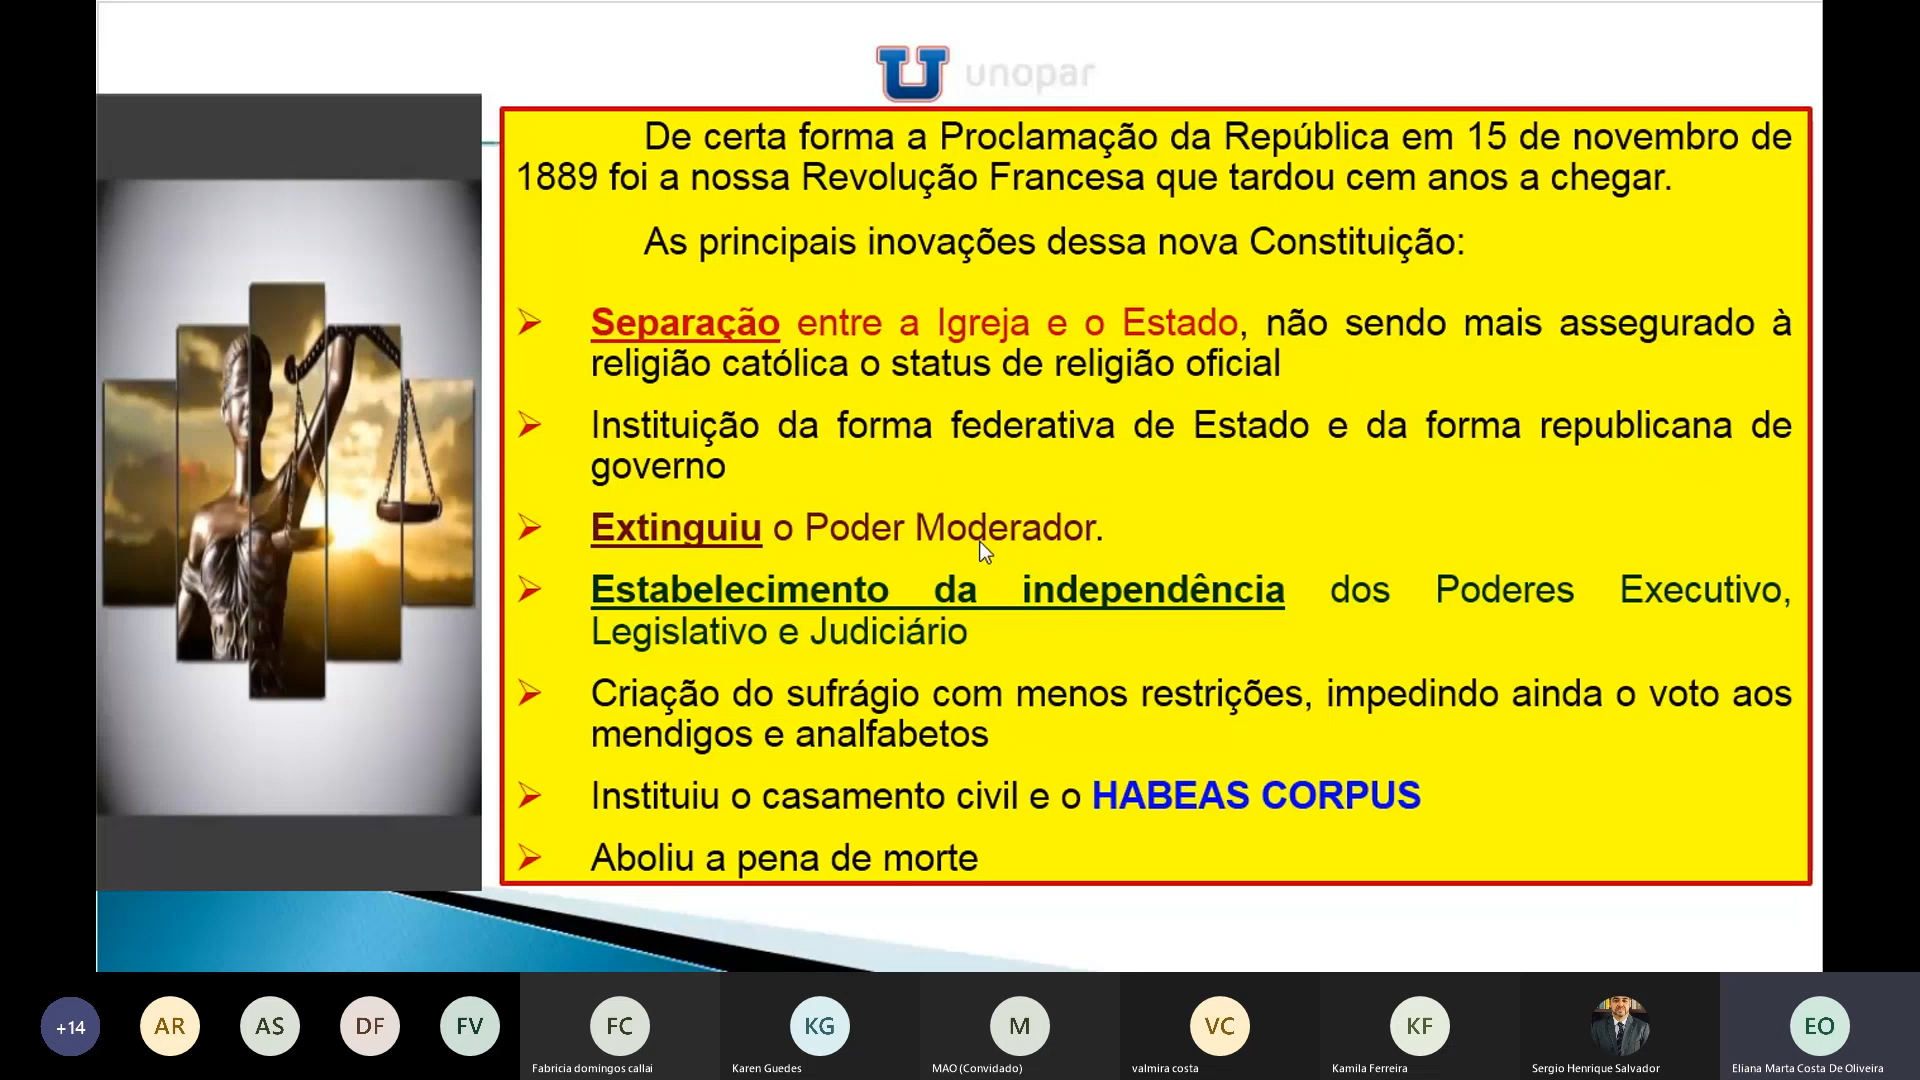 unopar
De certa forma a Proclamação da República em 15 de novembro de
1889 foi a nossa Revolução Francesa que tardou cem anos a chegar.
As principais inovações dessa nova Constituição:
Separação entre a Igreja e o Estado, não sendo mais assegurado à
religião católica o status de religião oficial
Instituição da forma federativa de Estado e da forma republicana de
governo
Extinguiu o Poder Moderador.
Estabelecimento da independência dos Poderes Executivo,
Legislativo e Judiciário
Criação do sufrágio com menos restrições, impedindo ainda o voto aos
mendigos e analfabetos
Instituiu o casamento civil e o HABEAS CORPUS
Aboliu a pena de morte
+14 AR AS DF FV FC KG M VC KF EO
Fabricia domingos callai Karen Guedes MAO (Convidado) valmira costa Kamila Ferreira Sergio Henrique Salvador Eliana Marta Costa De Oliveira